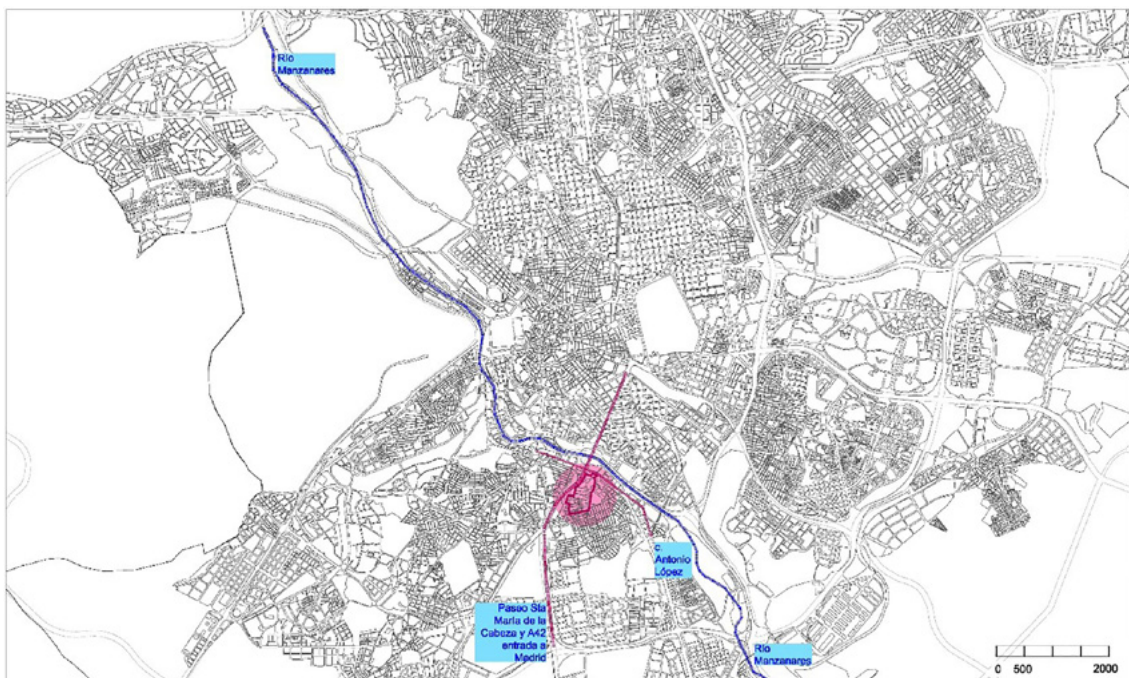 Río
Manzanares
c.
Antonio
López
Paseo Sta
María de la
Cabeza y A42
entrada a
Madrid
Río
Manzanares
0 500 2000